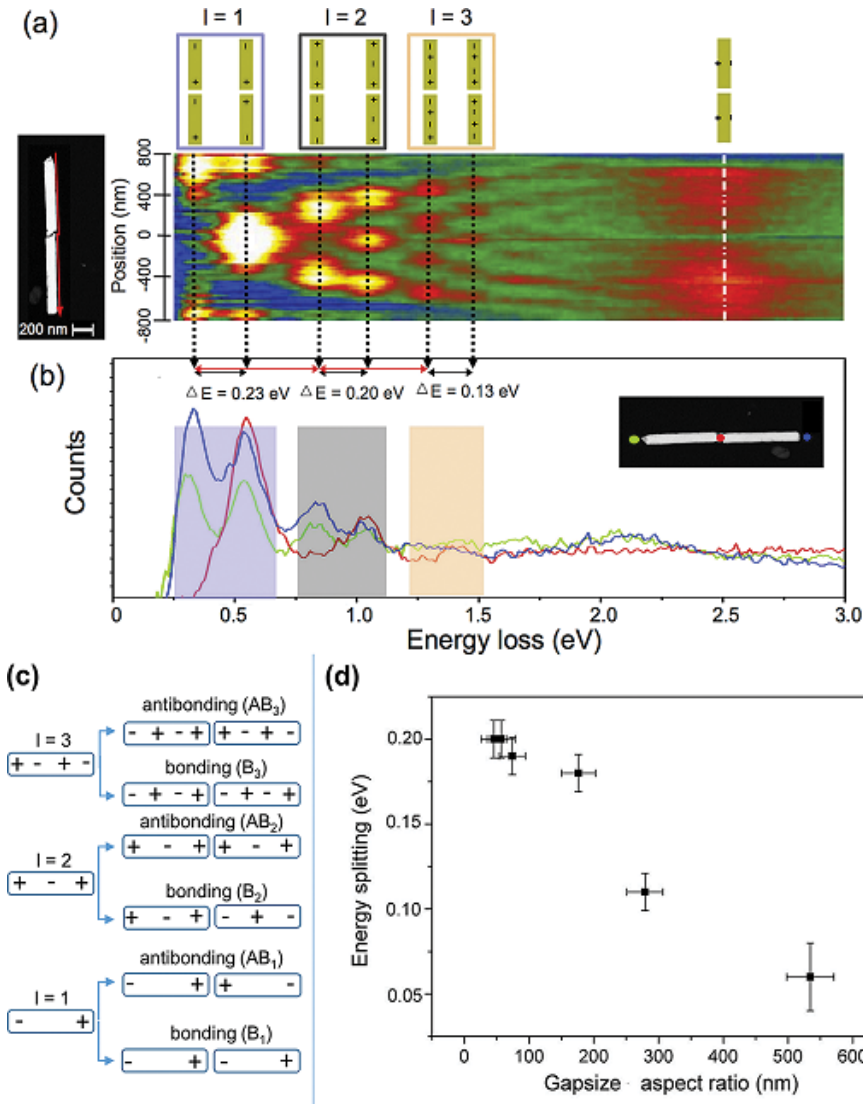 (a)
l = 1 l = 2 l = 3
800
400
0
-400
-800
Position (nm)
200 nm
(b)
△ E = 0.23 eV △ E = 0.20 eV △ E = 0.13 eV
Counts
0 0.5 1.0 1.5 2.0 2.5 3.0
Energy loss (eV)
(c)
antibonding (AB3)
l = 3
- + - + + - + -
+ - + -
bonding (B3)
- + - + - + - +
antibonding (AB2)
l = 2
+ - + + - +
+ - +
bonding (B2)
+ - + - + -
antibonding (AB1)
l = 1
- + + -
- +
bonding (B1)
- + - +
(d)
0.20
0.15
0.10
0.05
Energy splitting (eV)
0 100 200 300 400 500 600
Gapsize aspect ratio (nm)